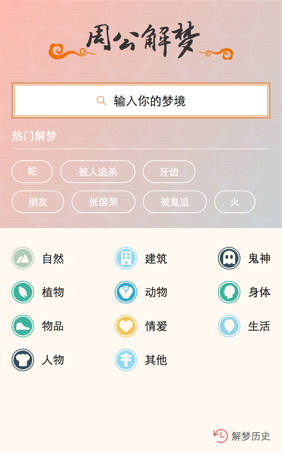 周公解梦
输入你的梦境
热门解梦
蛇 被人追杀 牙齿
朋友 张国荣 被鬼追 火
自然 建筑 鬼神
植物 动物 身体
物品 情爱 生活
人物 其他
解梦历史